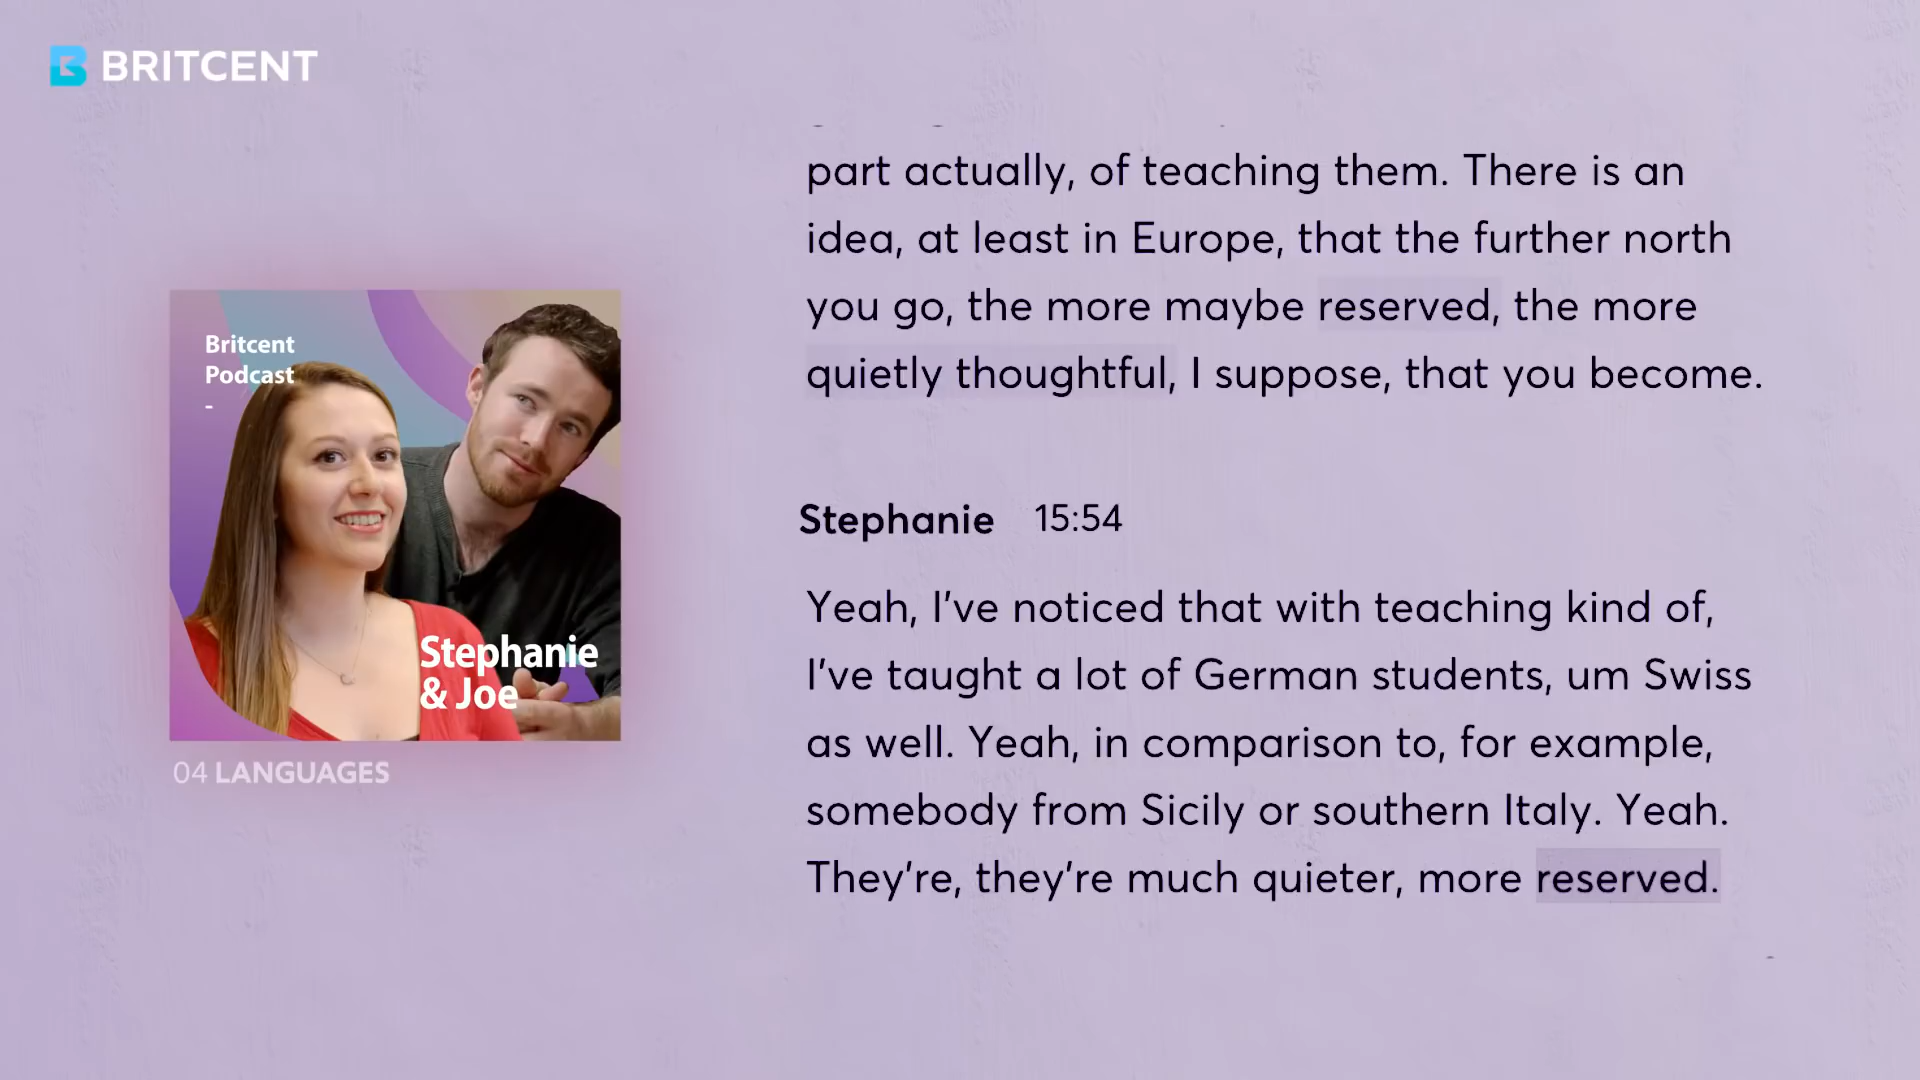 BRITCENT
Britcent
Podcast
-
Stephanie
& Joe
04 LANGUAGES
part actually, of teaching them. There is an
idea, at least in Europe, that the further north
you go, the more maybe reserved, the more
quietly thoughtful, I suppose, that you become.
Stephanie 15:54
Yeah, I've noticed that with teaching kind of,
I've taught a lot of German students, um Swiss
as well. Yeah, in comparison to, for example,
somebody from Sicily or southern Italy. Yeah.
They're, they're much quieter, more reserved.